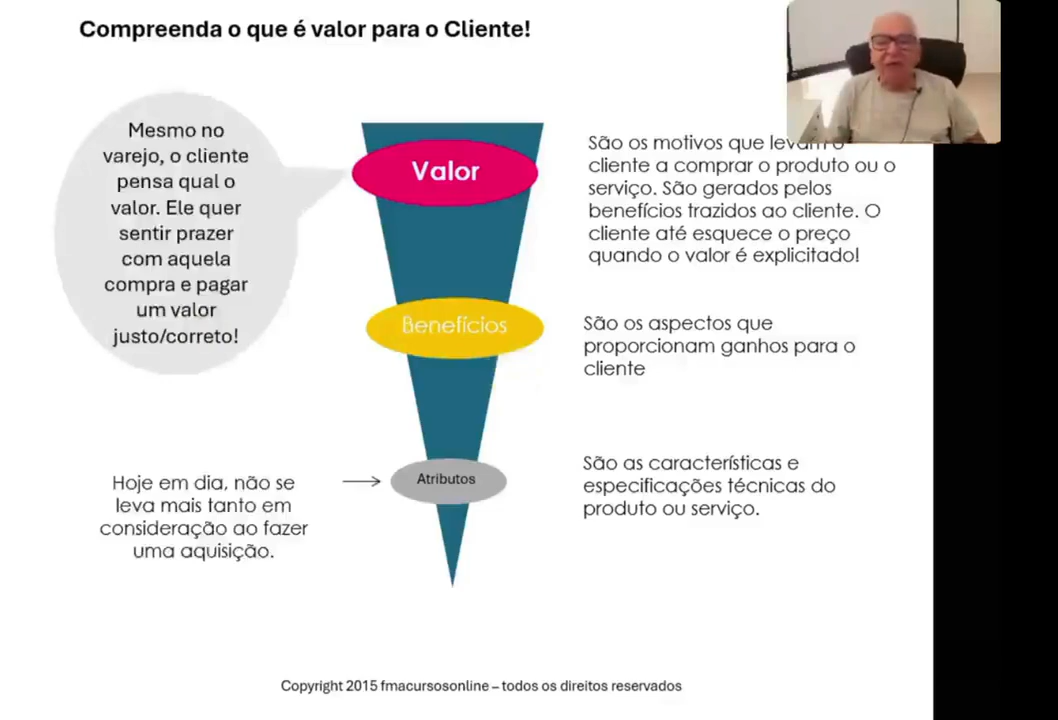 Compreenda o que é valor para o Cliente!
Mesmo no
varejo, o cliente
pensa qual o
valor. Ele quer
sentir prazer
com aquela
compra e pagar
um valor
justo/correto!
Valor
São os motivos que levam o
cliente a comprar o produto ou o
serviço. São gerados pelos
benefícios trazidos ao cliente. O
cliente até esquece o preço
quando o valor é explicitado!
Benefícios
São os aspectos que
proporcionam ganhos para o
cliente
Hoje em dia, não se
leva mais tanto em
consideração ao fazer
uma aquisição.
Atributos
São as características e
especificações técnicas do
produto ou serviço.
Copyright 2015 fmacursosonline – todos os direitos reservados